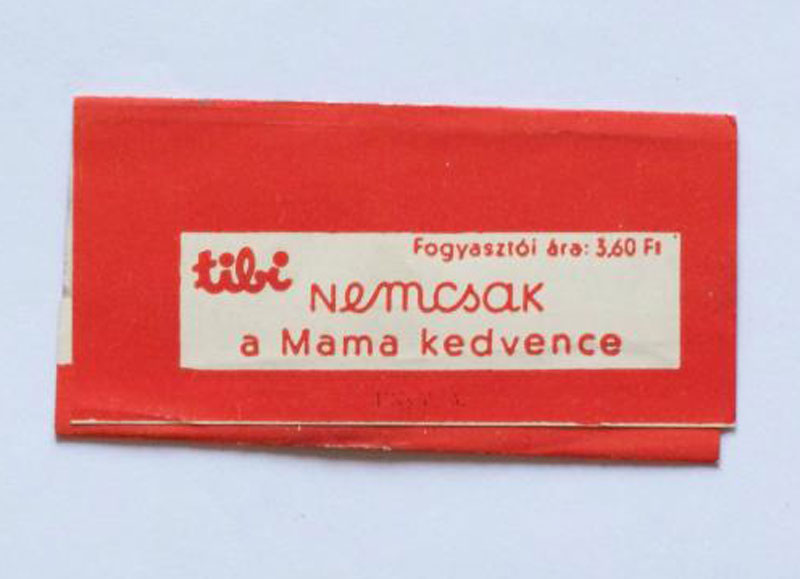 Fogyasztói ára: 3,60 Ft
tibi
Nemcsak
a Mama kedvence